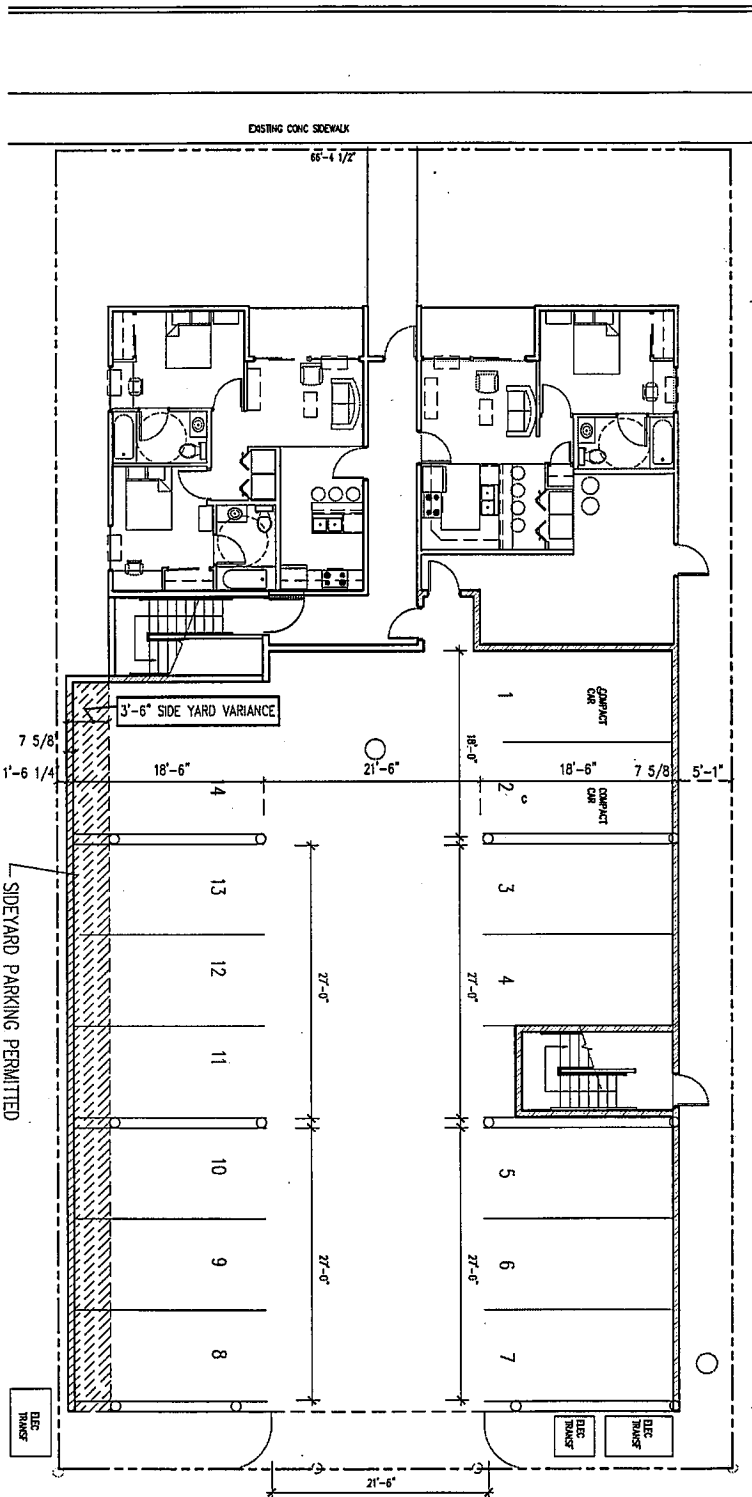 EXISTING CONC SIDEWALK
66'-4 1/2"
3'-6" SIDE YARD VARIANCE
1
COMPACT
CAR
18'-0"
7 5/8"
1'-6 1/4"
18'-6"
21'-6"
18'-6"
7 5/8"
5'-1"
14
2
c
COMPACT
CAR
13
3
12
27'-0"
27'-0"
4
11
SIDEYARD PARKING PERMITTED
10
5
9
27'-0"
27'-0"
6
8
7
ELEC
TRANSF
ELEC
TRANSF
ELEC
TRANSF
21'-6"